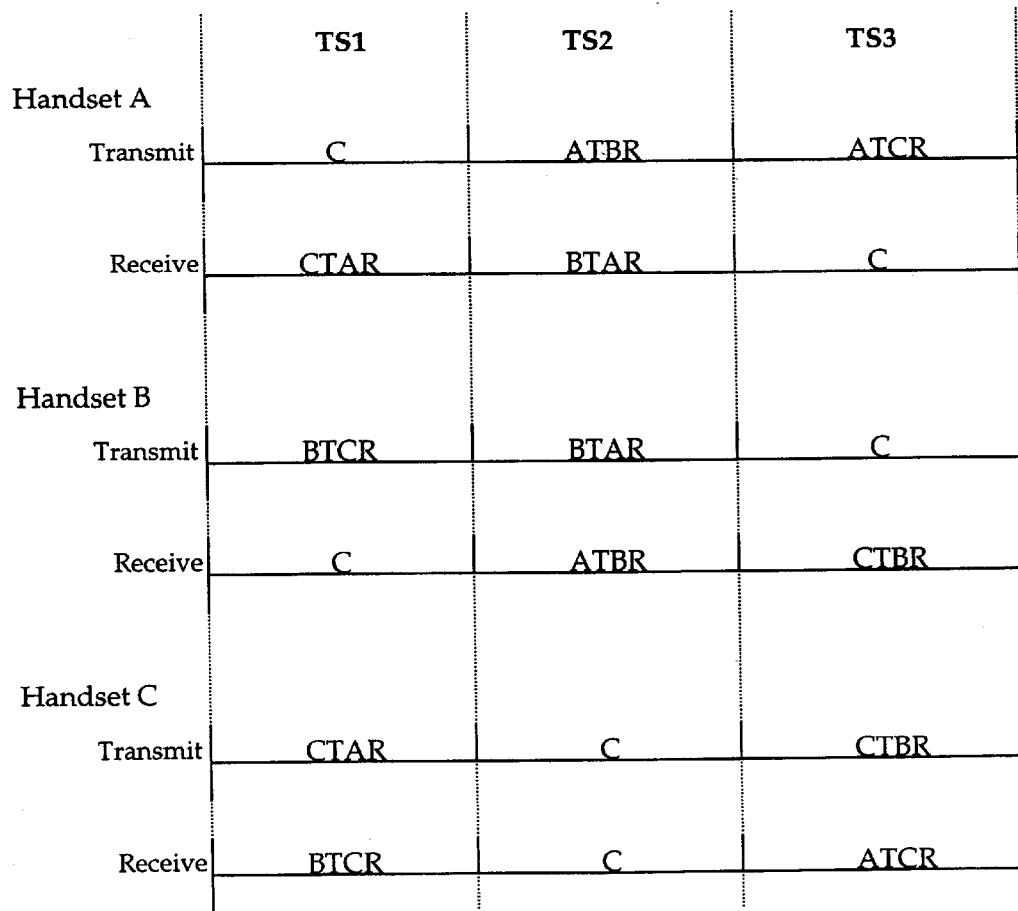 TS1 TS2 TS3
Handset A
Transmit C ATBR ATCR
Receive CTAR BTAR C
Handset B
Transmit BTCR BTAR C
Receive C ATBR CTBR
Handset C
Transmit CTAR C CTBR
Receive BTCR C ATCR